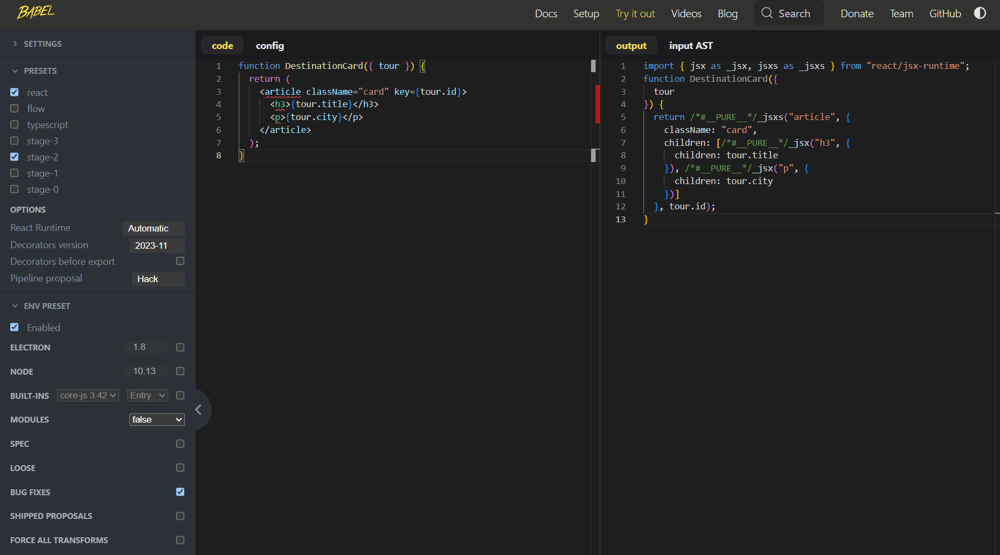 BABEL
Docs Setup Try it out Videos Blog Search Donate Team GitHub
SETTINGS
PRESETS
react
flow
typescript
stage-3
stage-2
stage-1
stage-0
OPTIONS
React Runtime Automatic
Decorators version 2023-11
Decorators before export
Pipeline proposal Hack
ENV PRESET
Enabled
ELECTRON 1.8
NODE 10.13
BUILT-INS core-js 3.42 Entry
MODULES false
SPEC
LOOSE
BUG FIXES
SHIPPED PROPOSALS
FORCE ALL TRANSFORMS
code config
1 function DestinationCard({ tour }) {
2 return (
3 <article className="card" key={tour.id}>
4 <h3>{tour.title}</h3>
5 <p>{tour.city}</p>
6 </article>
7 );
8 }
output input AST
1 import { jsx as _jsx, jsxs as _jsxs } from "react/jsx-runtime";
2 function DestinationCard({
3 tour
4 }) {
5 return /*#__PURE__*/_jsxs("article", {
6 className: "card",
7 children: [/*#__PURE__*/_jsx("h3", {
8 children: tour.title
9 }), /*#__PURE__*/_jsx("p", {
10 children: tour.city
11 })]
12 }, tour.id);
13 }